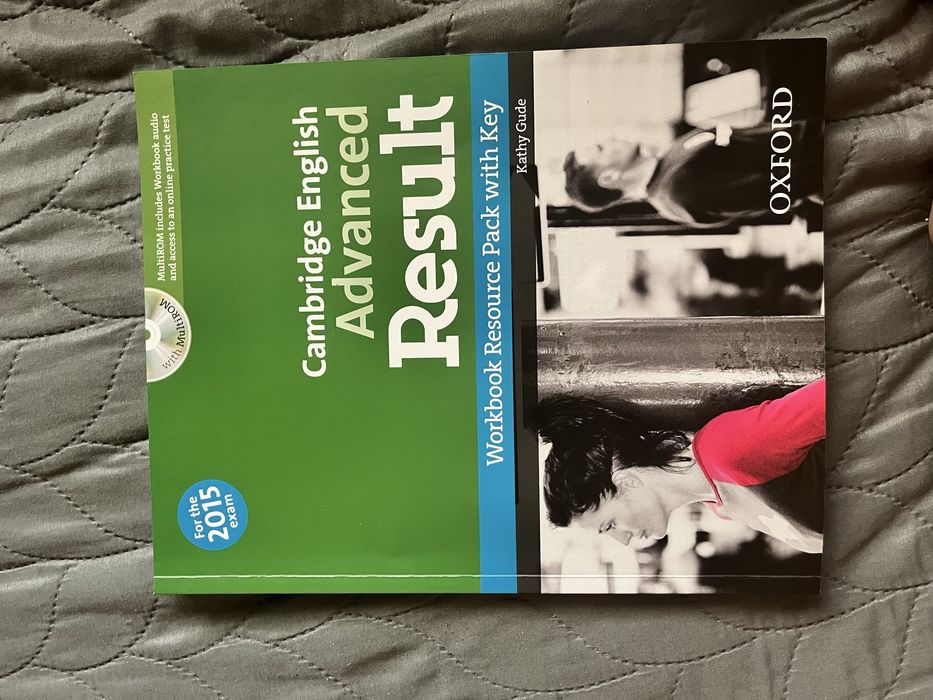 MultiROM includes Workbook audio
and access to an online practice test
with MultiROM
For the
2015
exam
Cambridge English
Advanced
Result
Workbook Resource Pack with Key
Kathy Gude
OXFORD